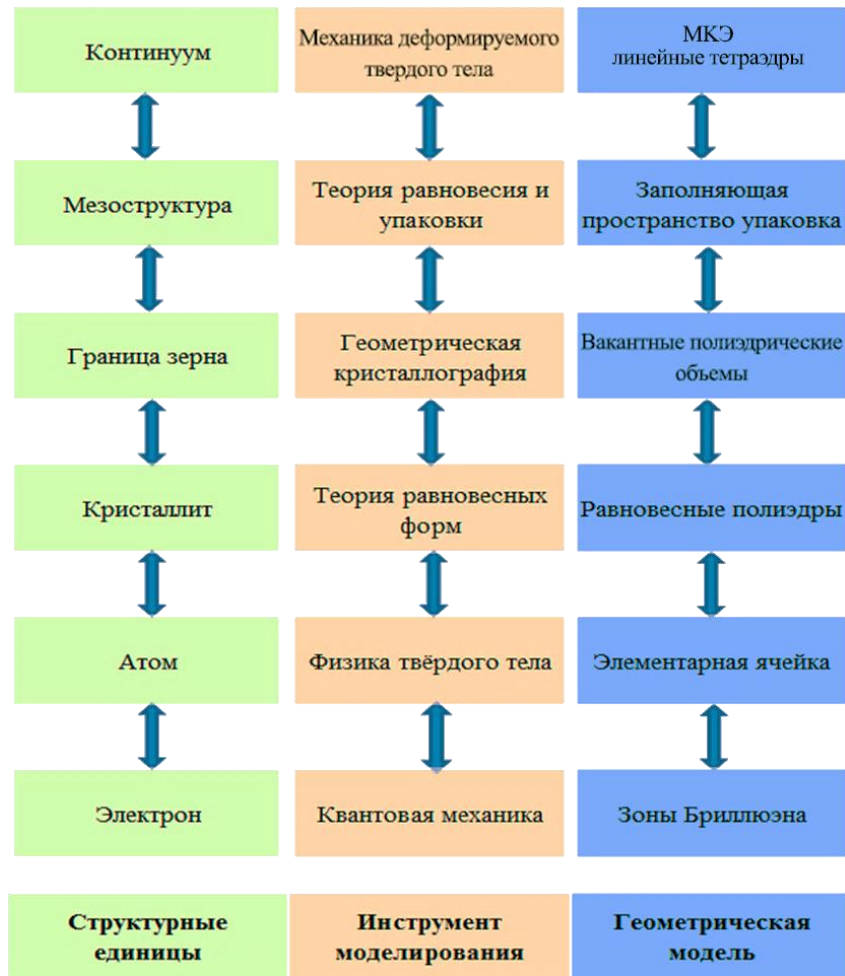 Континуум
Механика деформируемого
твердого тела
МКЭ
линейные тетраэдры
Мезоструктура
Теория равновесия и
упаковки
Заполняющая
пространство упаковка
Граница зерна
Геометрическая
кристаллография
Вакантные полиэдрические
объемы
Кристаллит
Теория равновесных
форм
Равновесные полиэдры
Атом
Физика твёрдого тела
Элементарная ячейка
Электрон
Квантовая механика
Зоны Бриллюэна
Структурные
единицы
Инструмент
моделирования
Геометрическая
модель